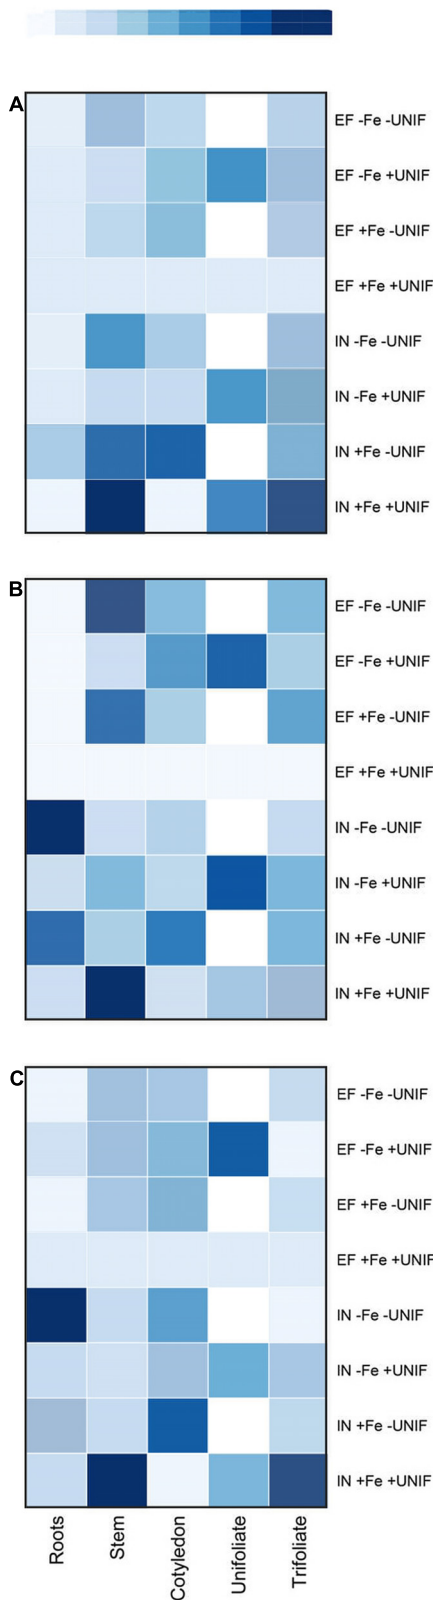 A
EF -Fe -UNIF
EF -Fe +UNIF
EF +Fe -UNIF
EF +Fe +UNIF
IN -Fe -UNIF
IN -Fe +UNIF
IN +Fe -UNIF
IN +Fe +UNIF
B
EF -Fe -UNIF
EF -Fe +UNIF
EF +Fe -UNIF
EF +Fe +UNIF
IN -Fe -UNIF
IN -Fe +UNIF
IN +Fe -UNIF
IN +Fe +UNIF
C
EF -Fe -UNIF
EF -Fe +UNIF
EF +Fe -UNIF
EF +Fe +UNIF
IN -Fe -UNIF
IN -Fe +UNIF
IN +Fe -UNIF
IN +Fe +UNIF
Roots
Stem
Cotyledon
Unifoliate
Trifoliate